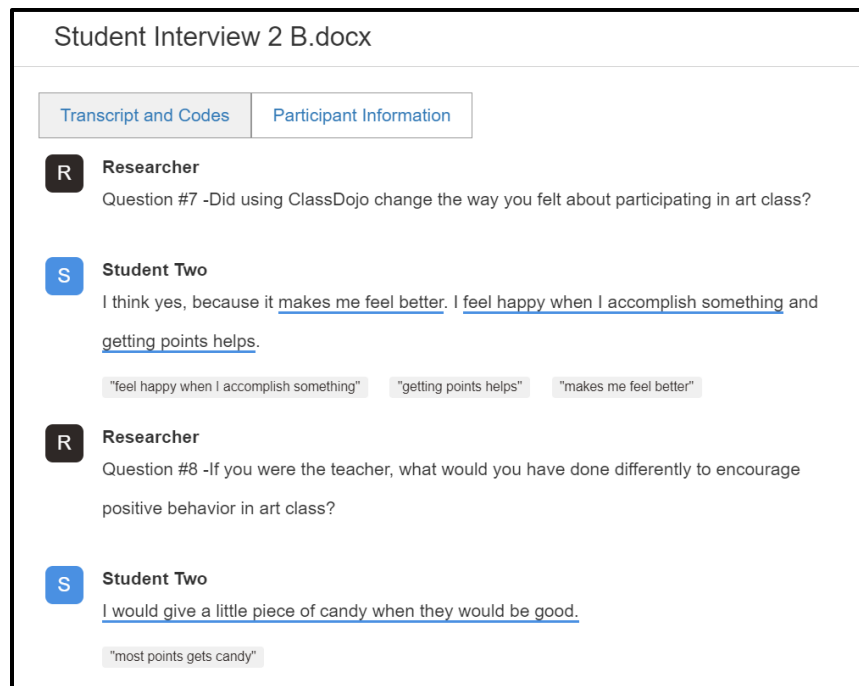 Student Interview 2 B.docx
Transcript and Codes
Participant Information
R
Researcher
Question #7 -Did using ClassDojo change the way you felt about participating in art class?
S
Student Two
I think yes, because it makes me feel better. I feel happy when I accomplish something and
getting points helps.
"feel happy when I accomplish something" "getting points helps" "makes me feel better"
R
Researcher
Question #8 -If you were the teacher, what would you have done differently to encourage
positive behavior in art class?
S
Student Two
I would give a little piece of candy when they would be good.
"most points gets candy"